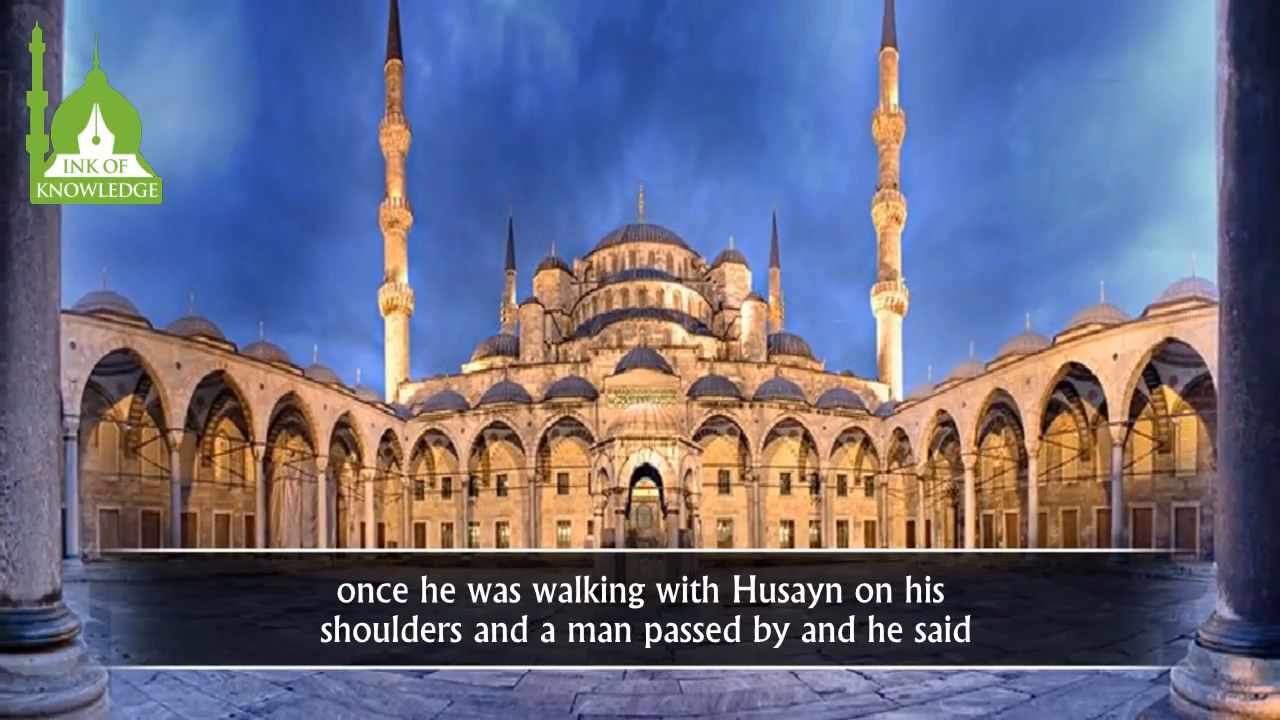 INK OF
KNOWLEDGE
once he was walking with Husayn on his
shoulders and a man passed by and he said